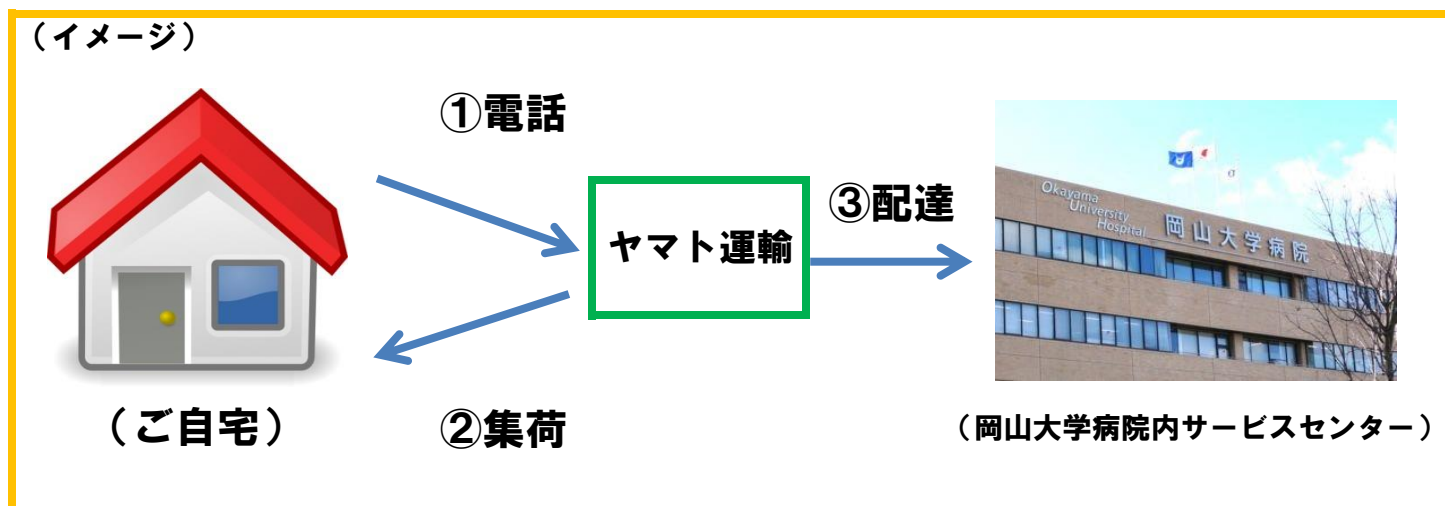 （イメージ）
①電話
ヤマト運輸
③配達
Okayama
University
Hospital
岡山大学病院
（ご自宅）
②集荷
（岡山大学病院内サービスセンター）